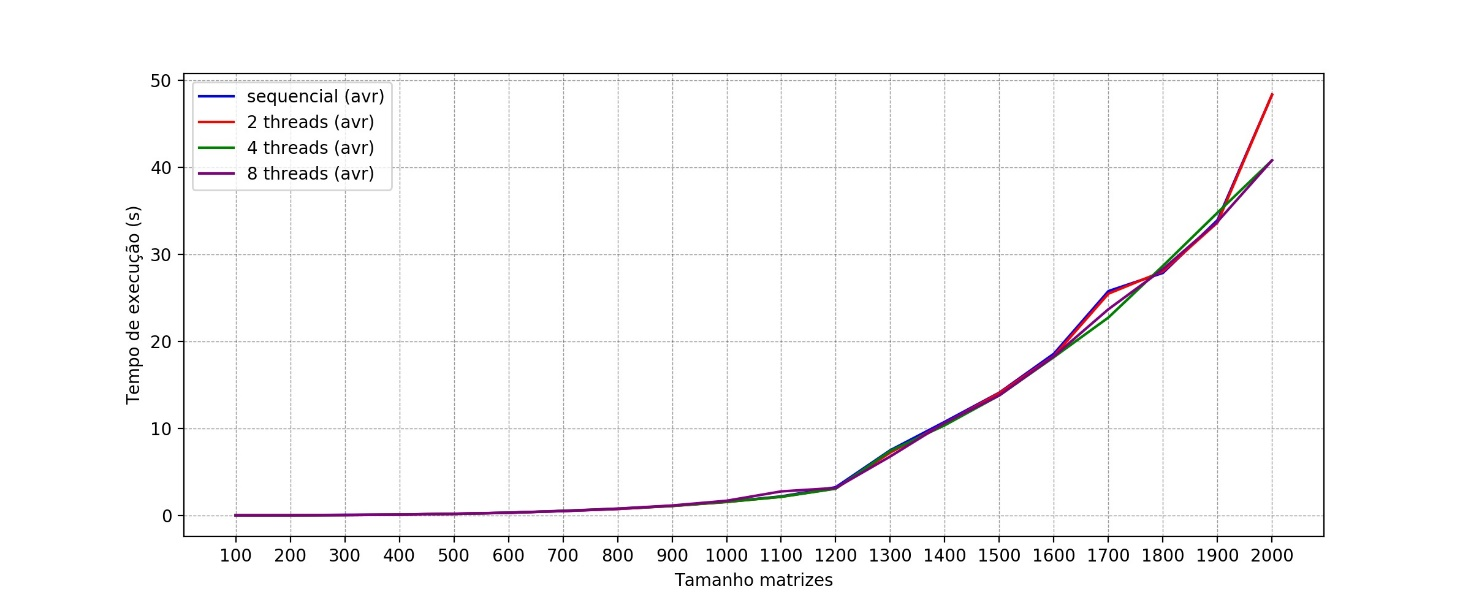 50
40
30
20
10
0
Tempo de execução (s)
sequencial (avr)
2 threads (avr)
4 threads (avr)
8 threads (avr)
100 200 300 400 500 600 700 800 900 1000 1100 1200 1300 1400 1500 1600 1700 1800 1900 2000
Tamanho matrizes